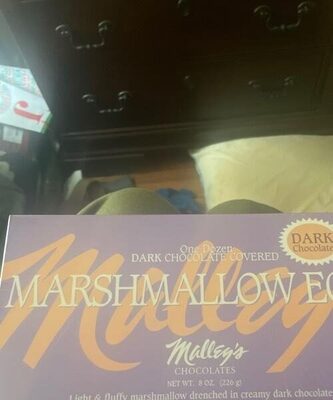 One Dozen
DARK CHOCOLATE COVERED
DARK
Chocolate
MARSHMALLOW EG
Malley
Malley's
CHOCOLATES
NET WT. 8 OZ. (226 g)
Light & fluffy marshmallow drenched in creamy dark chocolate